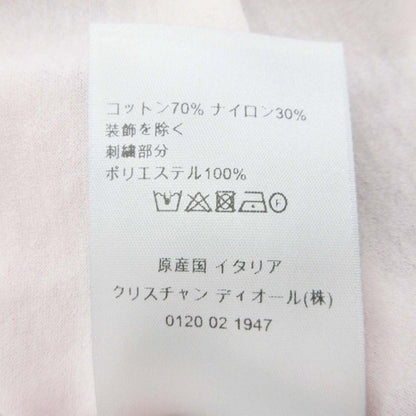 コットン70% ナイロン30%
装飾を除く
刺繍部分
ポリエステル100%
原産国 イタリア
クリスチャン ディオール(株)
0120 02 1947